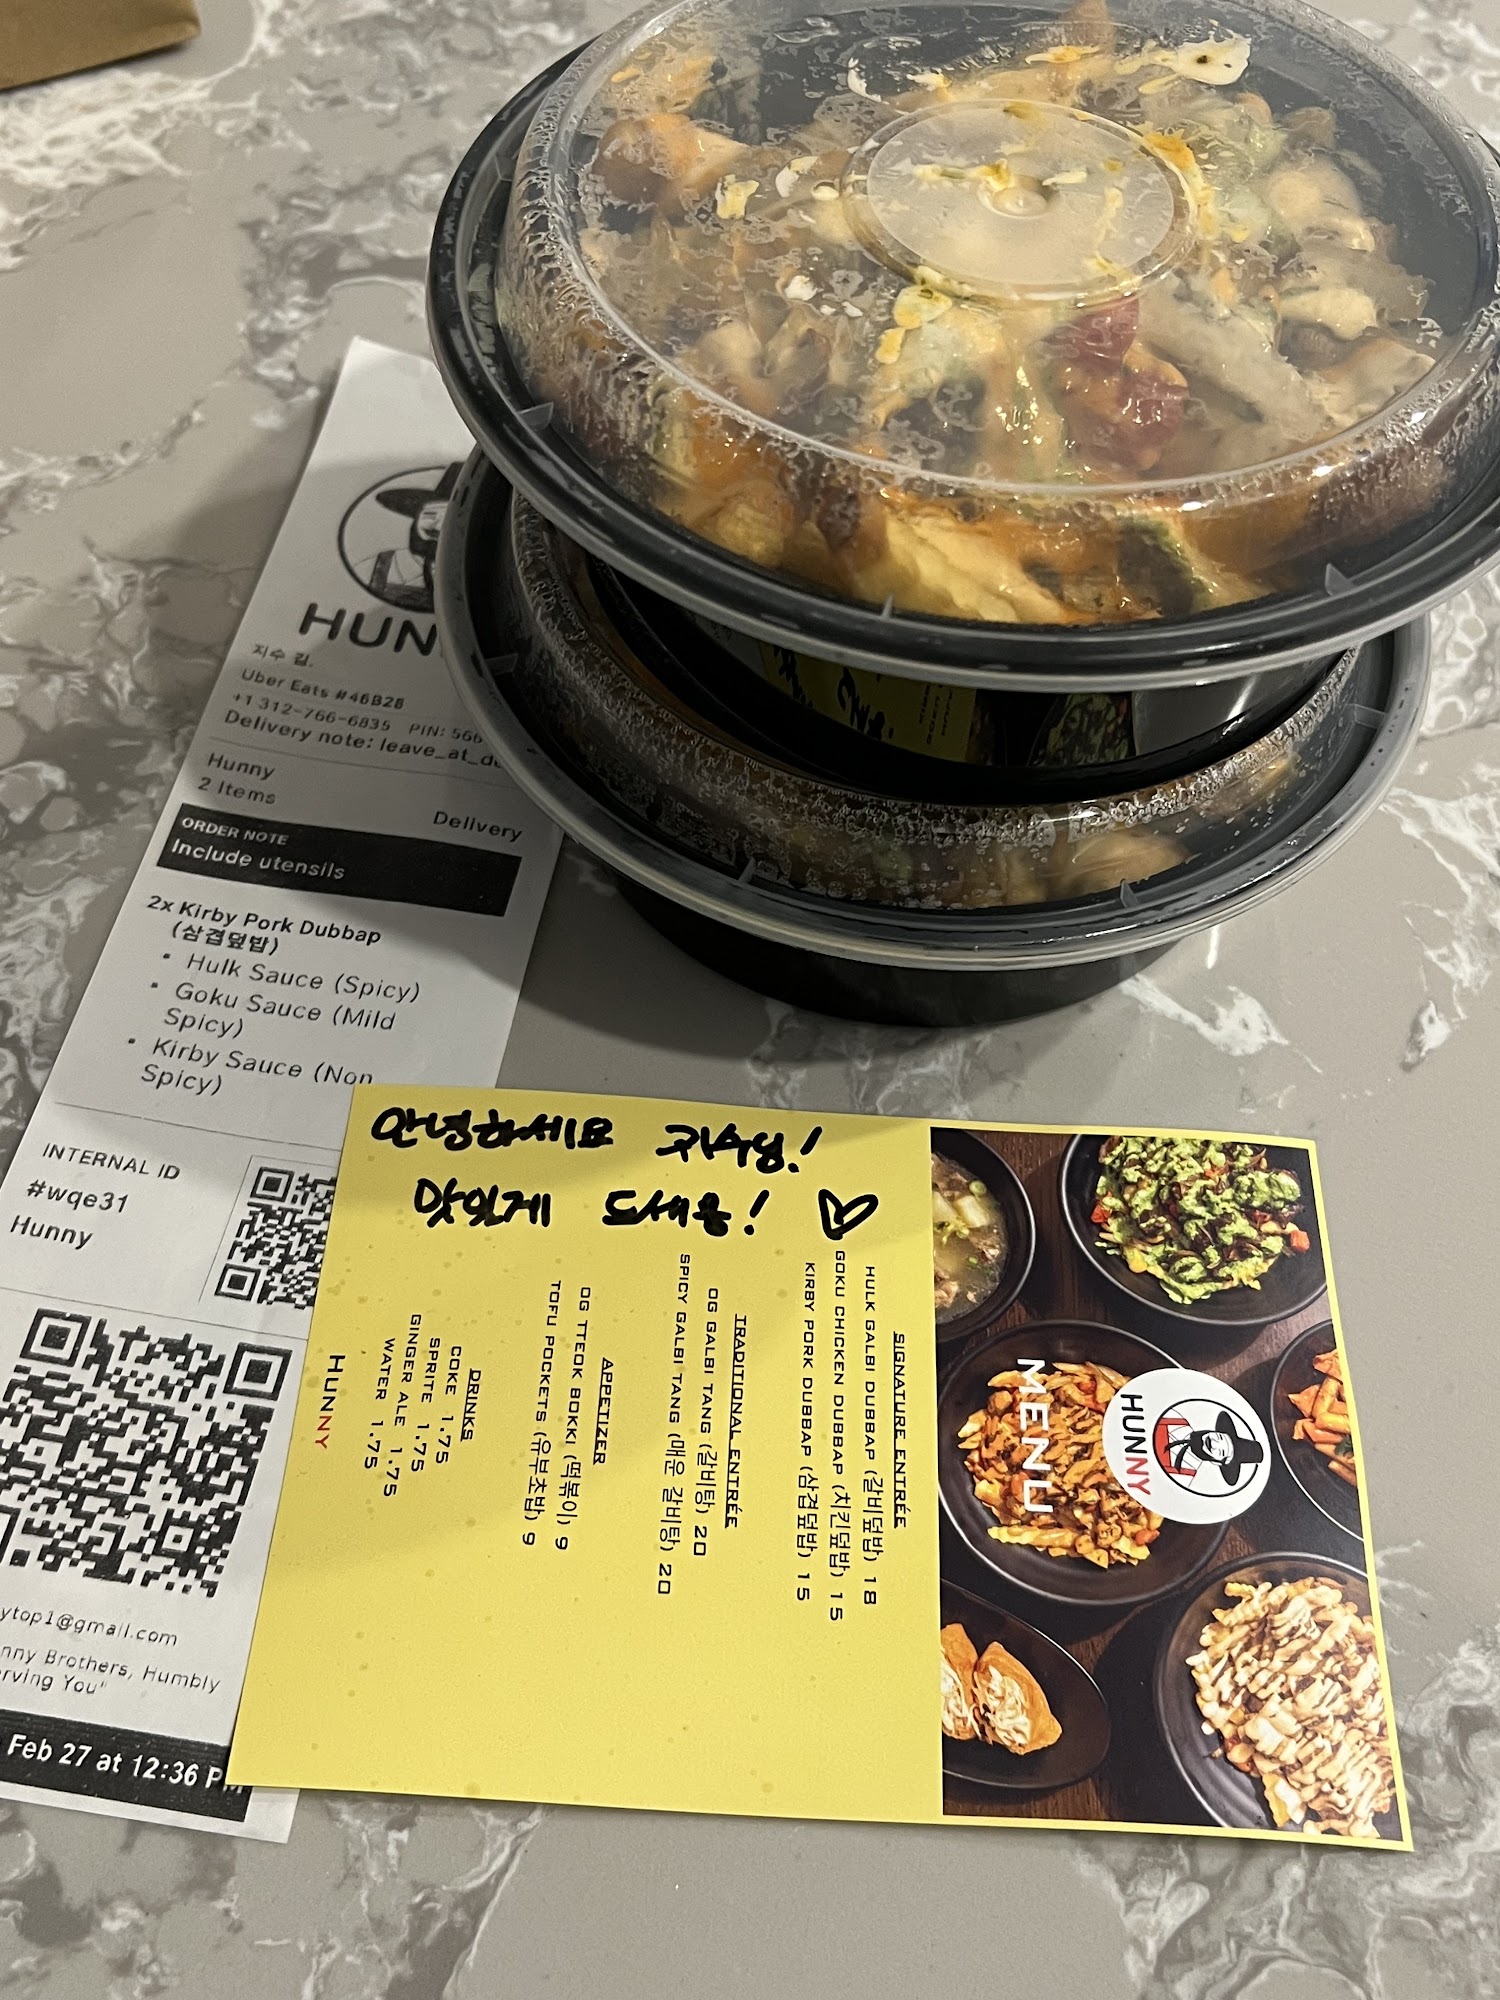 HUN
지수 김.
Uber Eats #46B28
+1 312-766-6835 PIN: 566
Delivery note: leave_at_do
Hunny
2 Items
Delivery
ORDER NOTE
Include utensils
2x Kirby Pork Dubbap
(삼겹덮밥)
• Hulk Sauce (Spicy)
• Goku Sauce (Mild
Spicy)
• Kirby Sauce (Non
Spicy)
INTERNAL ID
#wqe31
Hunny
ytop1@gmail.com
nny Brothers, Humbly
erving You"
Feb 27 at 12:36 PM
안녕하세요 지수님!
맛있게 드세용! ♡
SIGNATURE ENTRÉE
HULK GALBI DUBBAP (갈비덮밥) 18
GOKU CHICKEN DUBBAP (치킨덮밥) 15
KIRBY PORK DUBBAP (삼겹덮밥) 15
TRADITIONAL ENTRÉE
OG GALBI TANG (갈비탕) 20
SPICY GALBI TANG (매운 갈비탕) 20
APPETIZER
OG TTEOK BOKKI (떡볶이) 9
TOFU POCKETS (유부초밥) 9
DRINKS
COKE 1.75
SPRITE 1.75
GINGER ALE 1.75
WATER 1.75
HUNNY
HUNNY
MENU